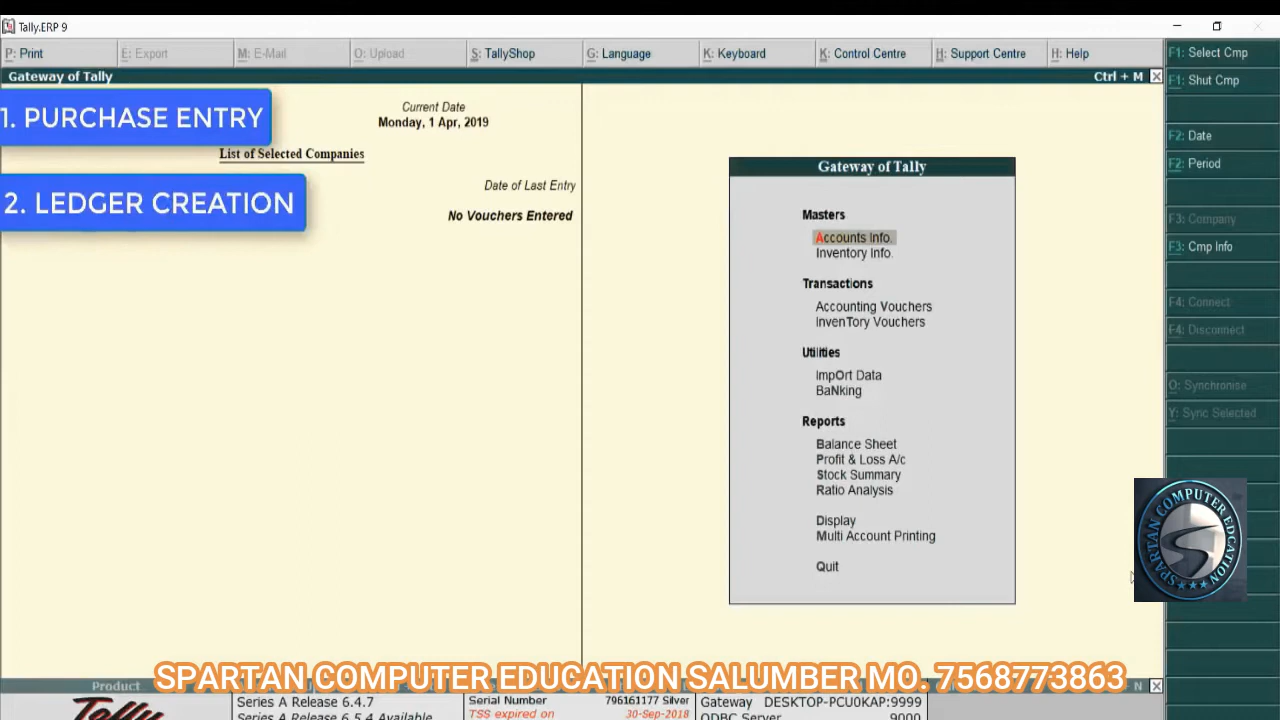 Tally.ERP 9
P: Print
E: Export
M: E-Mail
O: Upload
S: TallyShop
G: Language
K: Keyboard
K: Control Centre
H: Support Centre
H: Help
Gateway of Tally
Ctrl + M
1. PURCHASE ENTRY
Current Date
Monday, 1 Apr, 2019
List of Selected Companies
Date of Last Entry
2. LEDGER CREATION
No Vouchers Entered
Gateway of Tally
Masters
Accounts Info.
Inventory Info.
Transactions
Accounting Vouchers
InvenTory Vouchers
Utilities
ImpOrt Data
BaNking
Reports
Balance Sheet
Profit & Loss A/c
Stock Summary
Ratio Analysis
Display
Multi Account Printing
Quit
F1: Select Cmp
F1: Shut Cmp
F2: Date
F2: Period
F3: Company
F3: Cmp Info
F4: Connect
F4: Disconnect
O: Synchronise
Y: Sync Selected
SPARTAN COMPUTER EDUCATION
SPARTAN COMPUTER EDUCATION SALUMBER MO. 7568773863
Product
N
Tally
Series A Release 6.4.7
Series A Release 6.5.4 Available
Serial Number 796161177 Silver
TSS expired on 30-Sep-2018
Gateway DESKTOP-PCU0KAP:9999
ODBC Server 9000